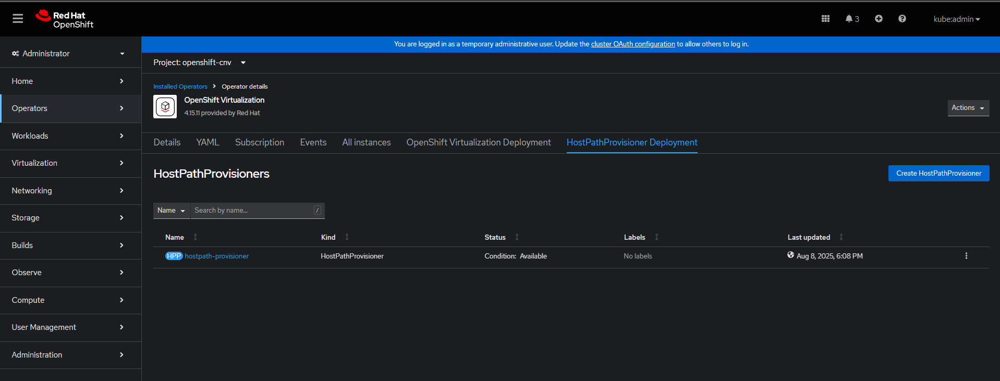 Red Hat
OpenShift
3
kube:admin
Administrator
Home
Operators
Workloads
Virtualization
Networking
Storage
Builds
Observe
Compute
User Management
Administration
You are logged in as a temporary administrative user. Update the cluster OAuth configuration to allow others to log in.
Project: openshift-cnv
Installed Operators > Operator details
OpenShift Virtualization
4.15.11 provided by Red Hat
Actions
Details YAML Subscription Events All instances OpenShift Virtualization Deployment HostPathProvisioner Deployment
HostPathProvisioners
Create HostPathProvisioner
Name Search by name... /
Name Kind Status Labels Last updated
HPP hostpath-provisioner HostPathProvisioner Condition: Available No labels Aug 8, 2025, 6:08 PM